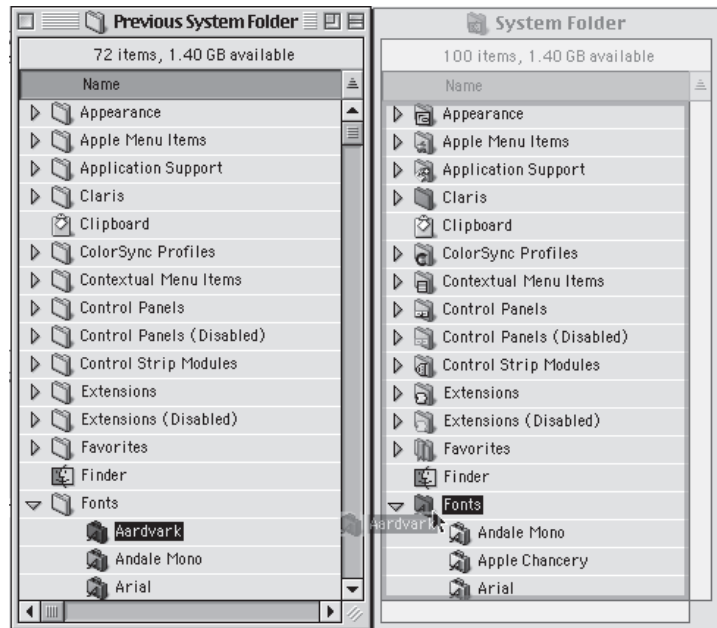 Previous System Folder
72 items, 1.40 GB available
Name
Appearance
Apple Menu Items
Application Support
Claris
Clipboard
ColorSync Profiles
Contextual Menu Items
Control Panels
Control Panels (Disabled)
Control Strip Modules
Extensions
Extensions (Disabled)
Favorites
Finder
Fonts
Aardvark
Andale Mono
Arial
System Folder
100 items, 1.40 GB available
Name
Appearance
Apple Menu Items
Application Support
Claris
Clipboard
ColorSync Profiles
Contextual Menu Items
Control Panels
Control Panels (Disabled)
Control Strip Modules
Extensions
Extensions (Disabled)
Favorites
Finder
Fonts
Aardvark
Andale Mono
Apple Chancery
Arial